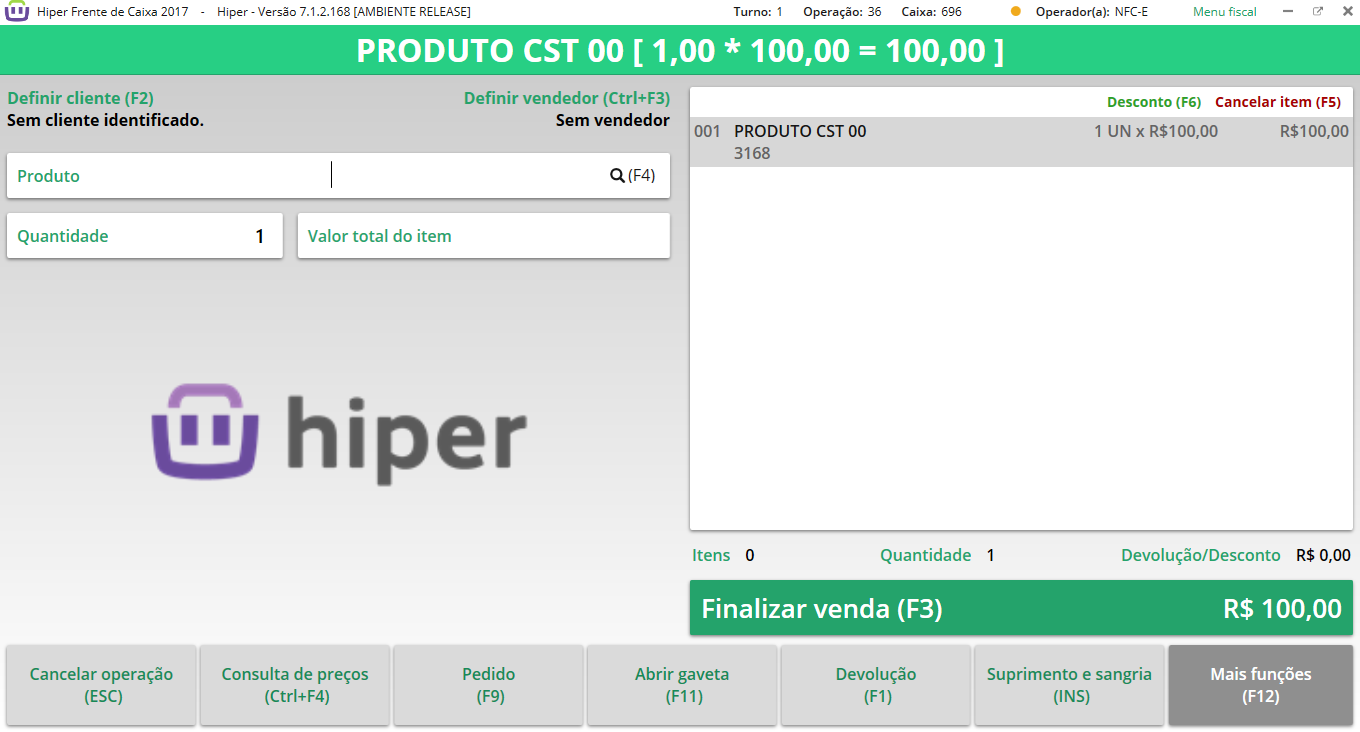 Hiper Frente de Caixa 2017 - Hiper - Versão 7.1.2.168 [AMBIENTE RELEASE] Turno: 1 Operação: 36 Caixa: 696 Operador(a): NFC-E Menu fiscal
PRODUTO CST 00 [ 1,00 * 100,00 = 100,00 ]
Definir cliente (F2) Definir vendedor (Ctrl+F3)
Sem cliente identificado. Sem vendedor
Produto (F4)
Quantidade 1 Valor total do item
hiper
Desconto (F6) Cancelar item (F5)
001 PRODUTO CST 00 1 UN x R$100,00 R$100,00
3168
Itens 0 Quantidade 1 Devolução/Desconto R$ 0,00
Finalizar venda (F3) R$ 100,00
Cancelar operação
(ESC)
Consulta de preços
(Ctrl+F4)
Pedido
(F9)
Abrir gaveta
(F11)
Devolução
(F1)
Suprimento e sangria
(INS)
Mais funções
(F12)